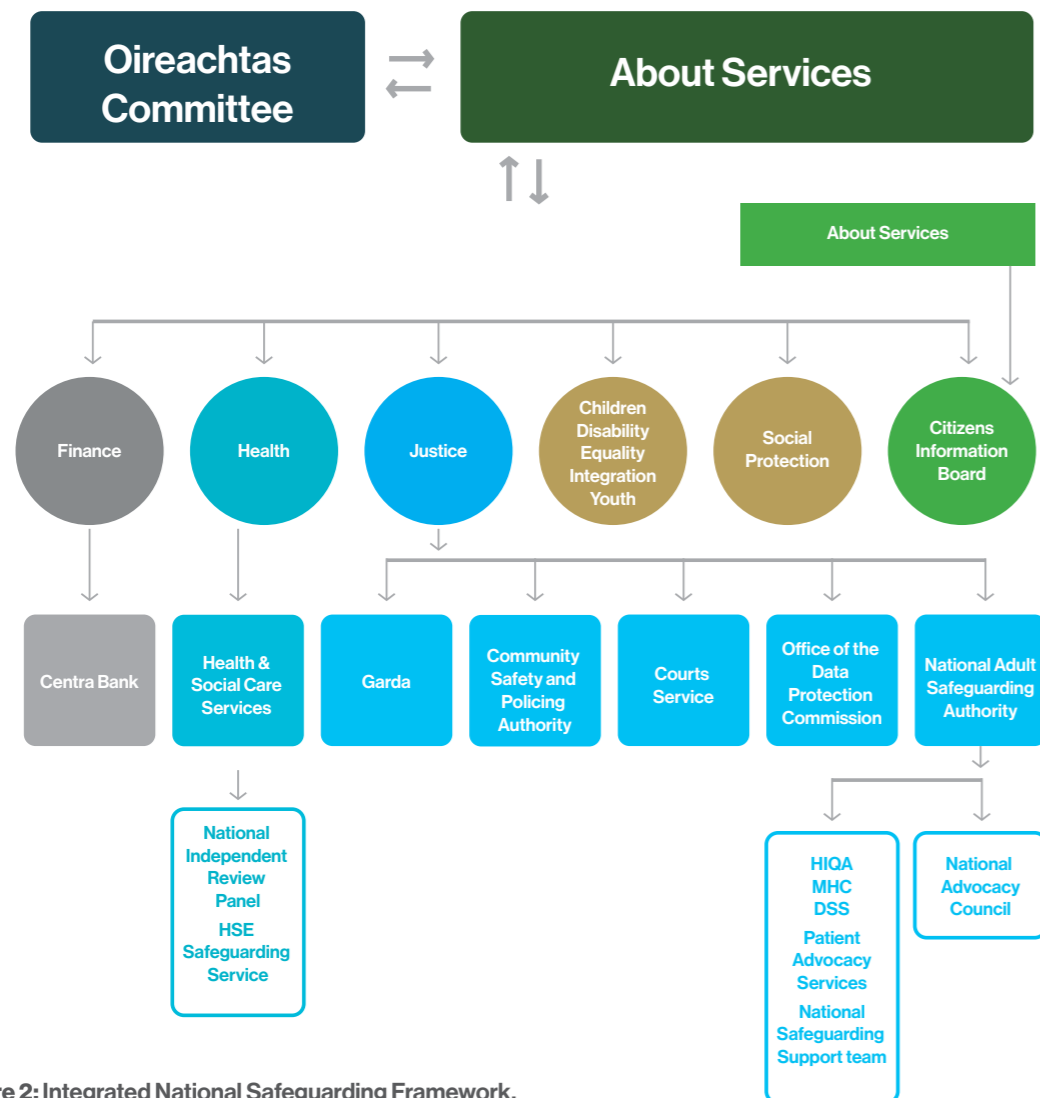 Oireachtas
Committee
About Services
About Services
Finance
Health
Justice
Children
Disability
Equality
Integration
Youth
Social
Protection
Citizens
Information
Board
Centra Bank
Health &
Social Care
Services
Garda
Community
Safety and
Policing
Authority
Courts
Service
Office of the
Data
Protection
Commission
National Adult
Safeguarding
Authority
National
Independent
Review
Panel
HSE
Safeguarding
Service
HIQA
MHC
DSS
Patient
Advocacy
Services
National
Safeguarding
Support team
National
Advocacy
Council
re 2: Integrated National Safeguarding Framework.